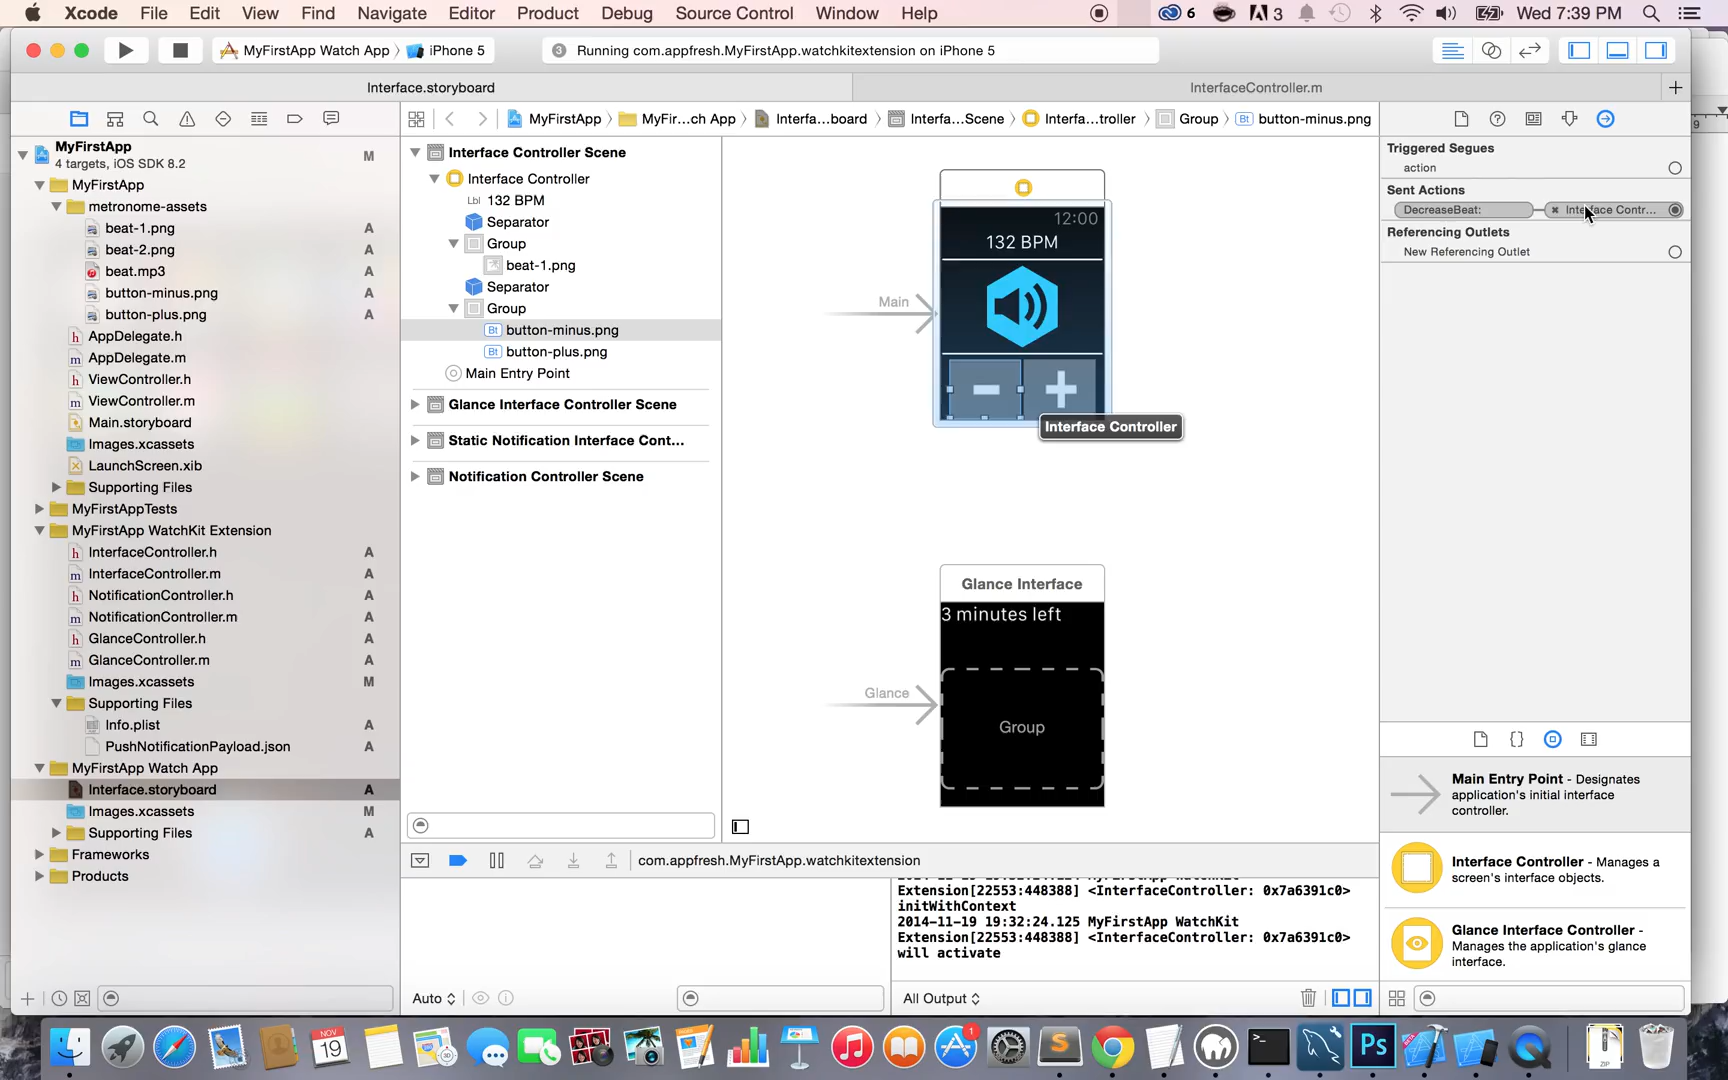 Xcode File Edit View Find Navigate Editor Product Debug Source Control Window Help 6 3 Wed 7:39 PM
MyFirstApp Watch App iPhone 5 3 Running com.appfresh.MyFirstApp.watchkitextension on iPhone 5
Interface.storyboard InterfaceController.m
MyFirstApp MyFir...ch App Interfa...board Interfa...Scene Interfa...troller Group Bt button-minus.png
MyFirstApp M
4 targets, iOS SDK 8.2
MyFirstApp
metronome-assets
beat-1.png A
beat-2.png A
beat.mp3 A
button-minus.png A
button-plus.png A
h AppDelegate.h
m AppDelegate.m
h ViewController.h
m ViewController.m
Main.storyboard
Images.xcassets
LaunchScreen.xib
Supporting Files
MyFirstAppTests
MyFirstApp WatchKit Extension
h InterfaceController.h A
m InterfaceController.m A
h NotificationController.h A
m NotificationController.m A
h GlanceController.h A
m GlanceController.m A
Images.xcassets M
Supporting Files
Info.plist A
PushNotificationPayload.json A
MyFirstApp Watch App
Interface.storyboard A
Images.xcassets M
Supporting Files A
Frameworks
Products
Interface Controller Scene
Interface Controller
Lbl 132 BPM
Separator
Group
beat-1.png
Separator
Group
Bt button-minus.png
Bt button-plus.png
Main Entry Point
Glance Interface Controller Scene
Static Notification Interface Cont...
Notification Controller Scene
12:00
132 BPM
Main
Interface Controller
Glance Interface
3 minutes left
Glance
Group
Triggered Segues
action
Sent Actions
DecreaseBeat: Interface Contr...
Referencing Outlets
New Referencing Outlet
Main Entry Point - Designates
application's initial interface
controller.
Interface Controller - Manages a
screen's interface objects.
Glance Interface Controller -
Manages the application's glance
interface.
com.appfresh.MyFirstApp.watchkitextension
Extension[22553:448388] <InterfaceController: 0x7a6391c0>
initWithContext
2014-11-19 19:32:24.125 MyFirstApp WatchKit
Extension[22553:448388] <InterfaceController: 0x7a6391c0>
will activate
Auto All Output
NOV
19
1
S
Ps
ZIP